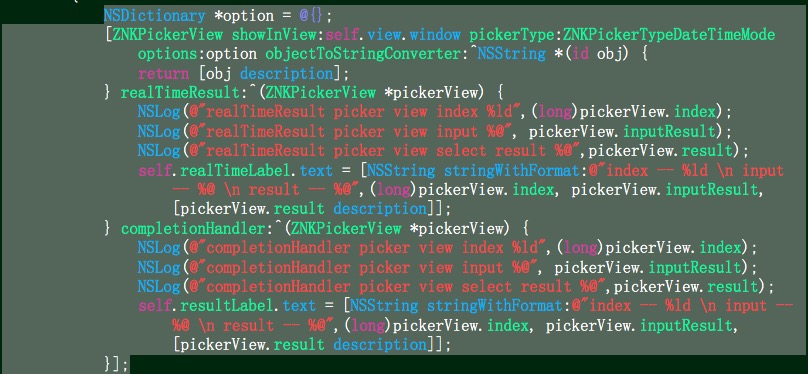 NSDictionary *option = @{};
[ZNKPickerView showInView:self.view.window pickerType:ZNKPickerTypeDateTimeMode
options:option objectToStringConverter:^NSString *(id obj) {
return [obj description];
} realTimeResult:^(ZNKPickerView *pickerView) {
NSLog(@"realTimeResult picker view index %ld",(long)pickerView.index);
NSLog(@"realTimeResult picker view input %@", pickerView.inputResult);
NSLog(@"realTimeResult picker view select result %@",pickerView.result);
self.realTimeLabel.text = [NSString stringWithFormat:@"index -- %ld \n input
-- %@ \n result -- %@",(long)pickerView.index, pickerView.inputResult,
[pickerView.result description]];
} completionHandler:^(ZNKPickerView *pickerView) {
NSLog(@"completionHandler picker view index %ld",(long)pickerView.index);
NSLog(@"completionHandler picker view input %@", pickerView.inputResult);
NSLog(@"completionHandler picker view select result %@",pickerView.result);
self.resultLabel.text = [NSString stringWithFormat:@"index -- %ld \n input --
%@ \n result -- %@",(long)pickerView.index, pickerView.inputResult,
[pickerView.result description]];
}];